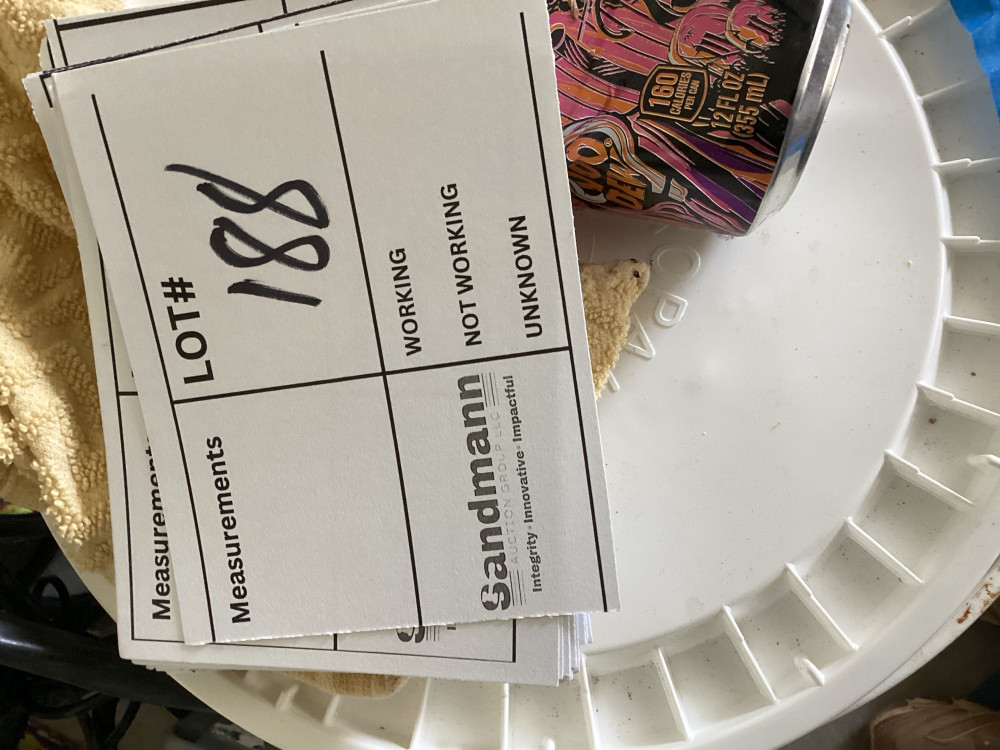 LOT# 188
WORKING
NOT WORKING
UNKNOWN
Measurements
Sandmann
AUCTION GROUP LLC
Integrity • Innovative • Impactful
Measurements
160
CALORIES
PER CAN
12 FL OZ
(355 mL)